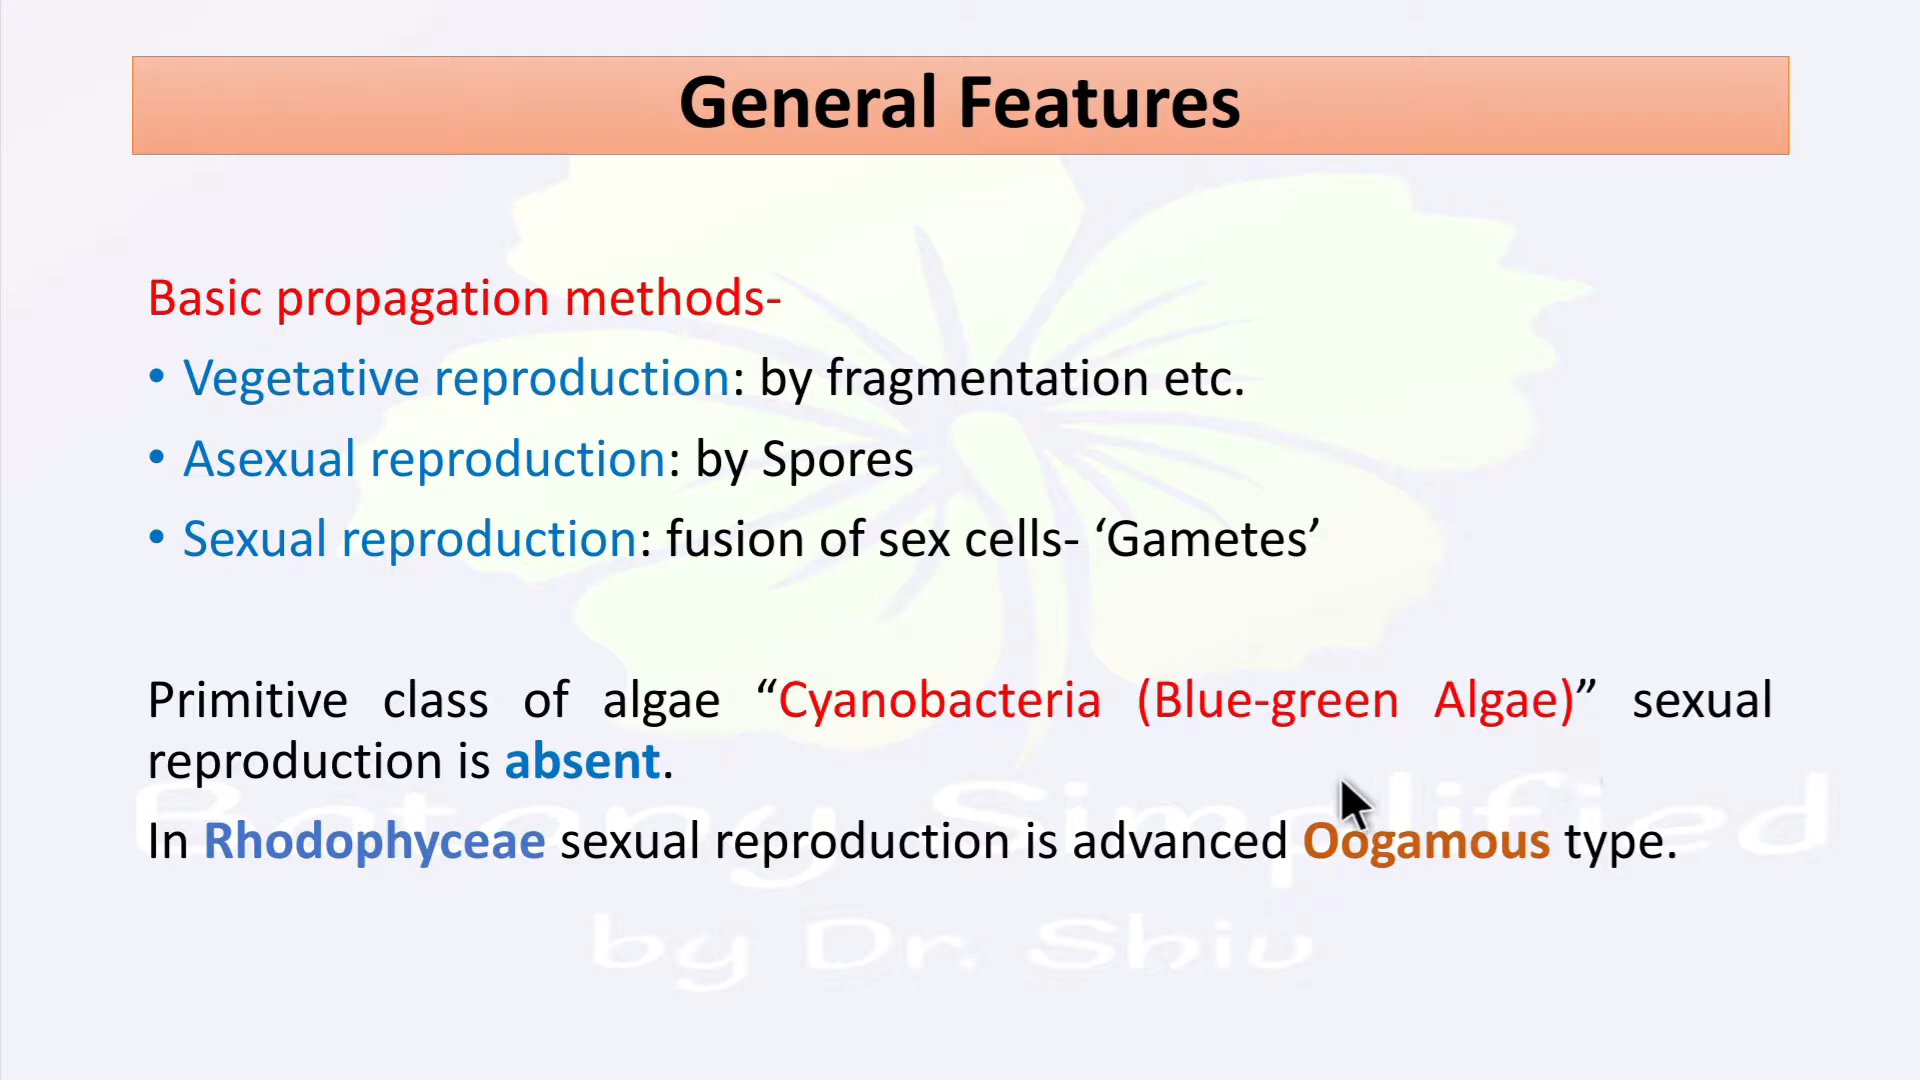 General Features
Basic propagation methods-
• Vegetative reproduction: by fragmentation etc.
• Asexual reproduction: by Spores
• Sexual reproduction: fusion of sex cells- ‘Gametes’
Primitive class of algae “Cyanobacteria (Blue-green Algae)” sexual
reproduction is absent.
In Rhodophyceae sexual reproduction is advanced Oogamous type.
Botany Simplified
by Dr. Shiv